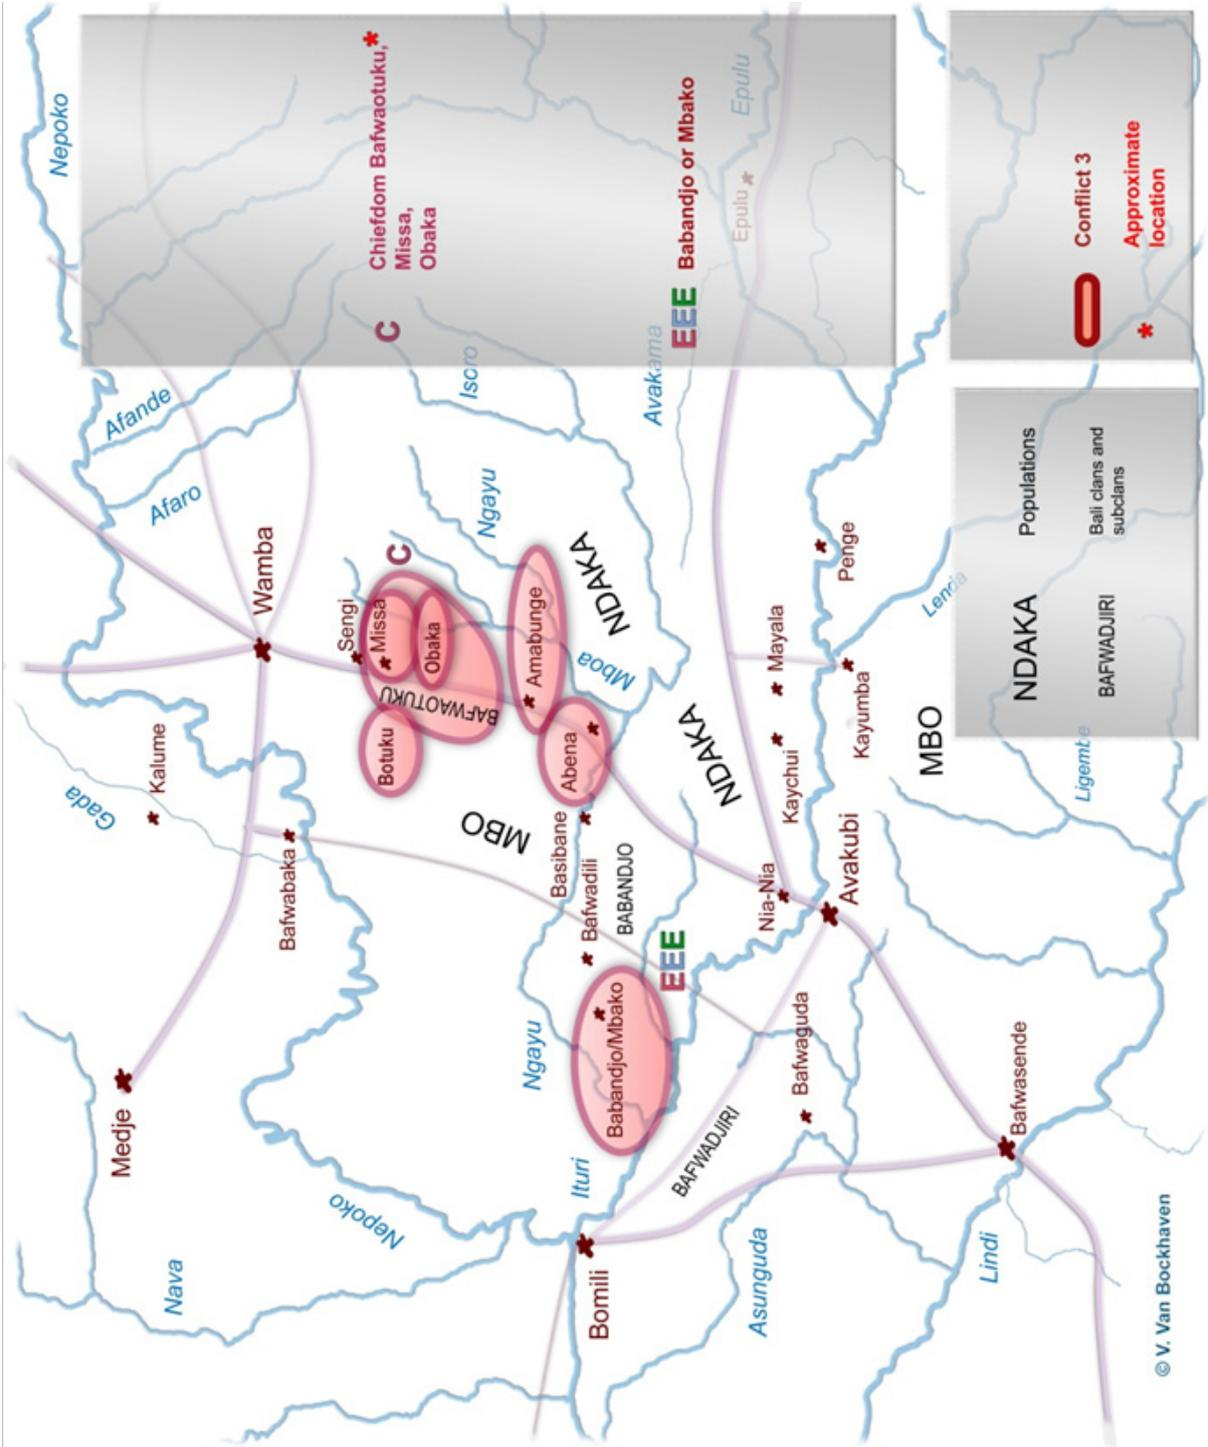 Nepoko
Chiefdom Bafwaotuku,*
Missa,
Obaka
C
EEE
Babandjo or Mbako
Epulu
Epulu
Conflict 3
Approximate
location
*
Afande
Afaro
Isoro
Avakama
Ngayu
Wamba
Sengi
Missa
Obaka
BAFWAOTUKU
C
Botuku
Amabunge
Abena
NDAKA
Mboa
NDAKA
Mayala
Penge
Kayumba
Kaychui
Lenda
MBO
NDAKA
Populations
BAFWADJIRI
Bali clans and
subclans
Ligembe
Gada
Kalume
Bafwabaka
MBO
Basibane
Bafwadili
BABANDJO
EEE
Nia-Nia
Avakubi
Medje
Ngayu
Babandjo/Mbako
Bafwaguda
Bafwasende
BAFWADJIRI
Ituri
Nepoko
Nava
Bomili
Asunguda
Lindi
© V. Van Bockhaven